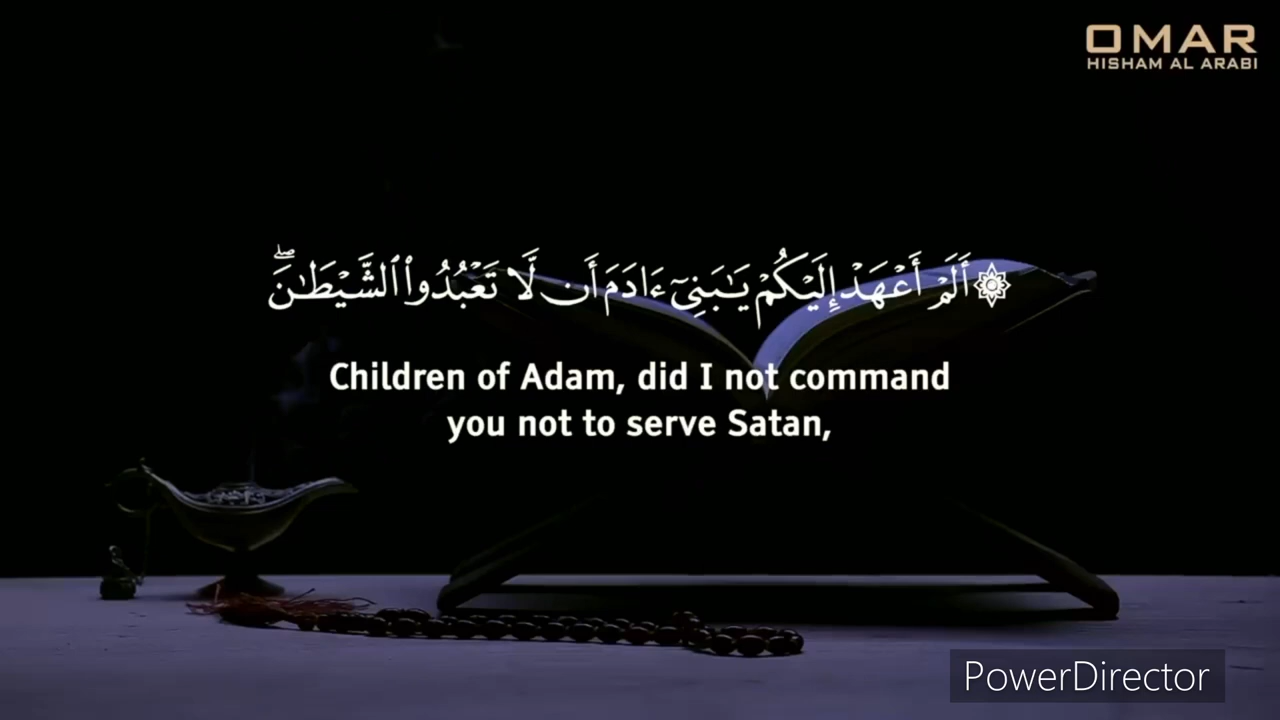 OMAR
HISHAM AL ARABI
۞ أَلَمْ أَعْهَدْ إِلَيْكُمْ يَـٰبَنِىٓ ءَادَمَ أَن لَّا تَعْبُدُوا۟ ٱلشَّيْطَـٰنَ ۖ
Children of Adam, did I not command
you not to serve Satan,
PowerDirector